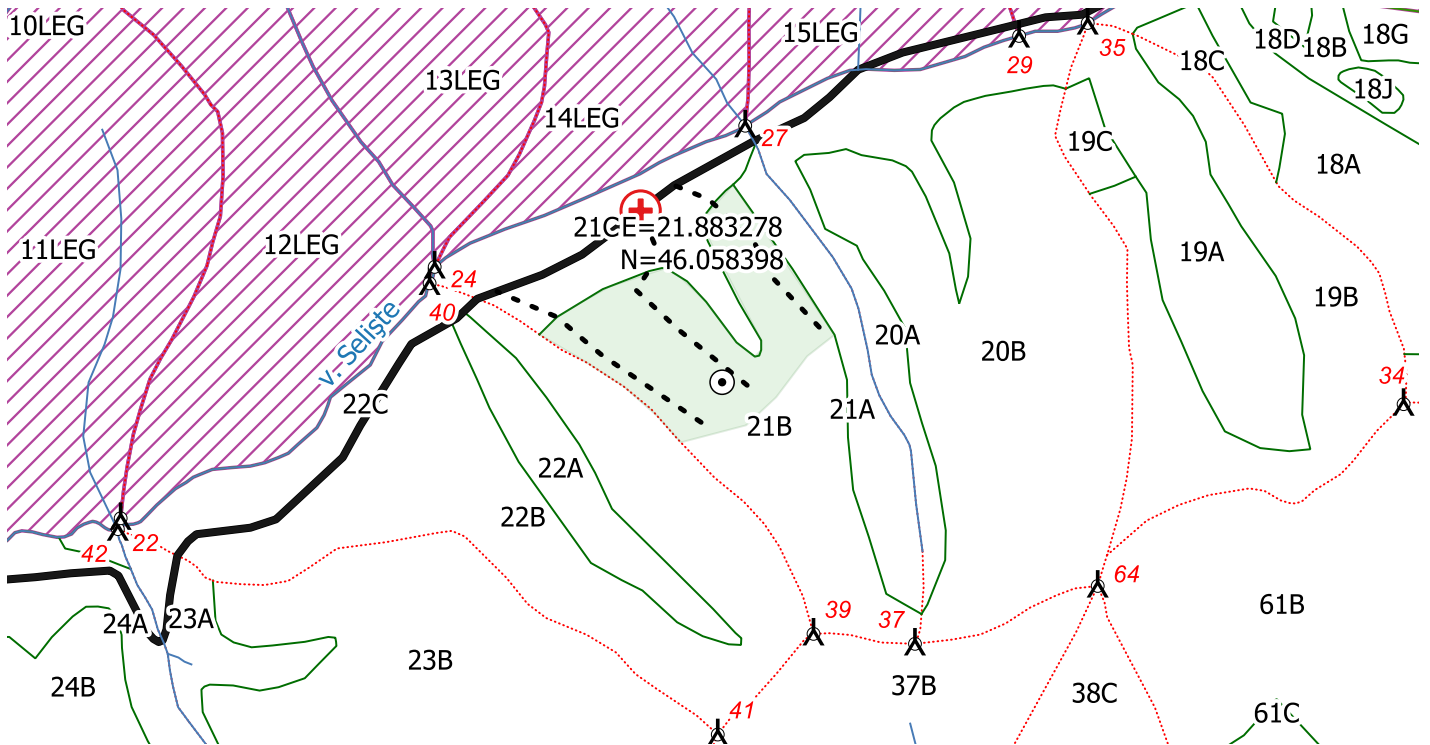 10LEG
15LEG
18D
18B
18G
35
29
18C
13LEG
18J
14LEG
27
19C
18A
21CE=21.883278
N=46.058398
11LEG
12LEG
19A
24
19B
40
v. Seliște
20A
20B
34
22C
21A
21B
22A
22B
42
22
64
39
37
61B
24A
23A
23B
24B
37B
38C
41
61C